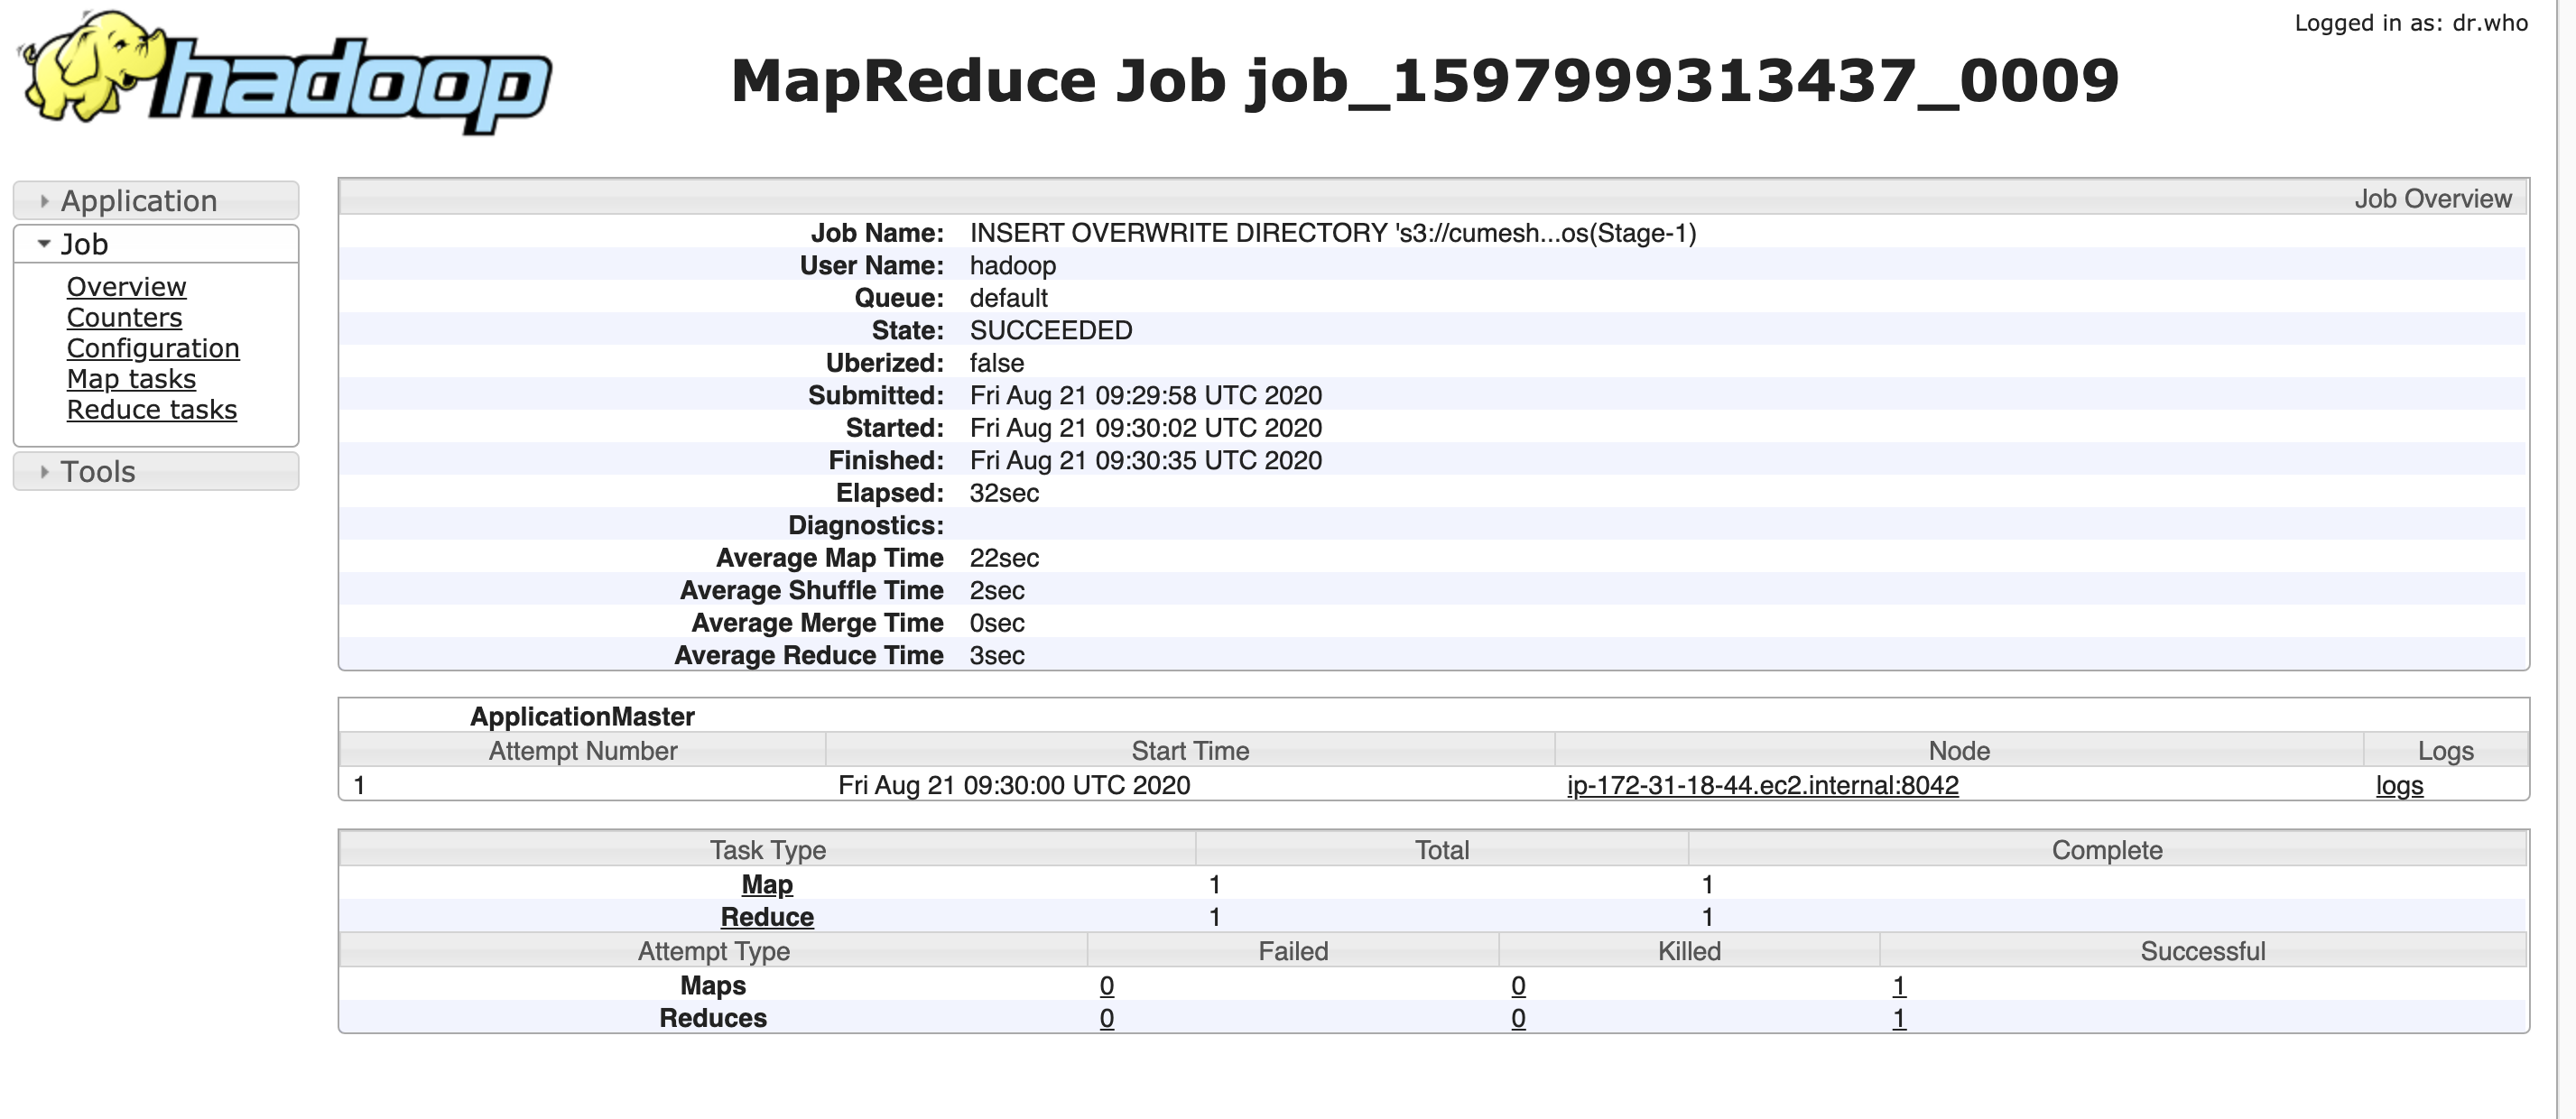 Logged in as: dr.who
hadoop
MapReduce Job job_1597999313437_0009
Application
Job
Overview
Counters
Configuration
Map tasks
Reduce tasks
Tools
Job Overview
Job Name: INSERT OVERWRITE DIRECTORY 's3://cumesh...os(Stage-1)
User Name: hadoop
Queue: default
State: SUCCEEDED
Uberized: false
Submitted: Fri Aug 21 09:29:58 UTC 2020
Started: Fri Aug 21 09:30:02 UTC 2020
Finished: Fri Aug 21 09:30:35 UTC 2020
Elapsed: 32sec
Diagnostics:
Average Map Time 22sec
Average Shuffle Time 2sec
Average Merge Time 0sec
Average Reduce Time 3sec
ApplicationMaster
Attempt Number Start Time Node Logs
1 Fri Aug 21 09:30:00 UTC 2020 ip-172-31-18-44.ec2.internal:8042 logs
Task Type Total Complete
Map 1 1
Reduce 1 1
Attempt Type Failed Killed Successful
Maps 0 0 1
Reduces 0 0 1